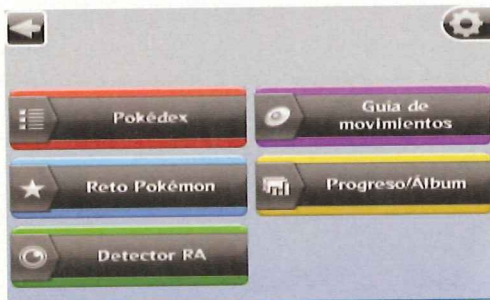 Pokédex
Guía de
movimientos
Reto Pokémon
Progreso/Álbum
Detector RA